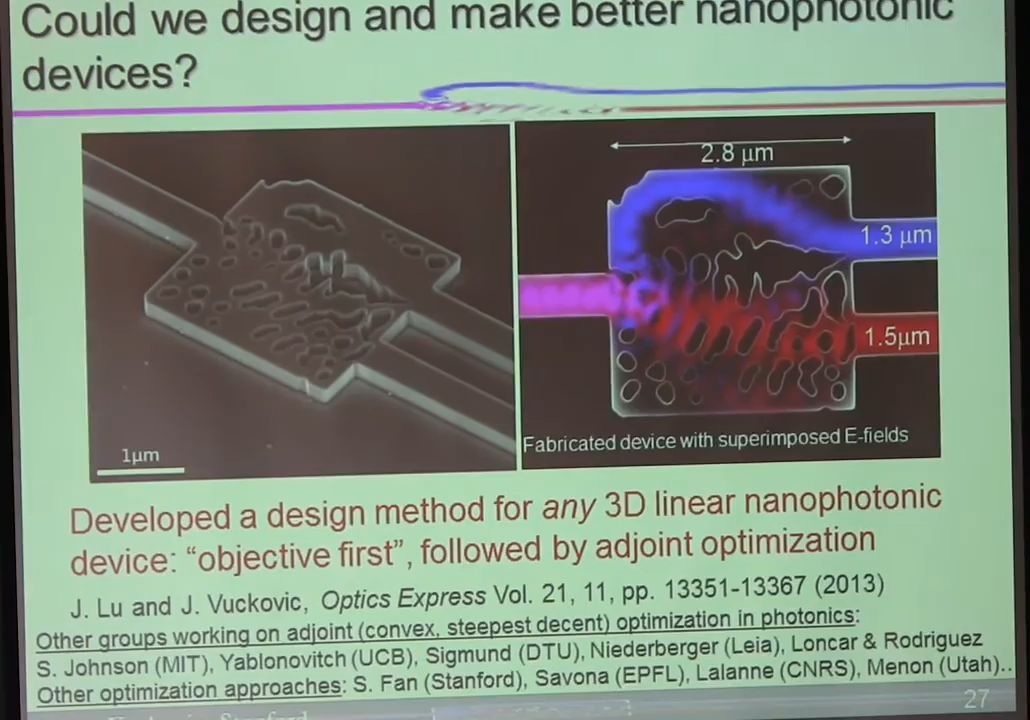 Could we design and make better nanophotonic
devices?
2.8 µm
1.3 µm
1.5µm
1µm
Fabricated device with superimposed E-fields
Developed a design method for any 3D linear nanophotonic
device: “objective first”, followed by adjoint optimization
J. Lu and J. Vuckovic, Optics Express Vol. 21, 11, pp. 13351-13367 (2013)
Other groups working on adjoint (convex, steepest decent) optimization in photonics:
S. Johnson (MIT), Yablonovitch (UCB), Sigmund (DTU), Niederberger (Leia), Loncar & Rodriguez
Other optimization approaches: S. Fan (Stanford), Savona (EPFL), Lalanne (CNRS), Menon (Utah)..
27